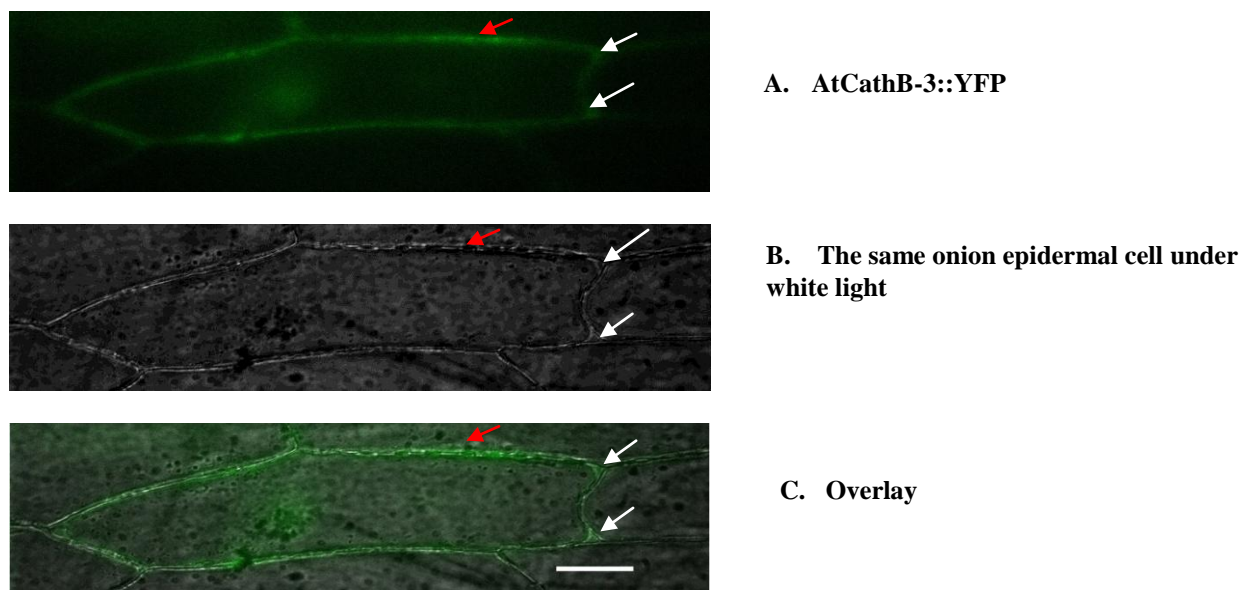 A. AtCathB-3::YFP
B. The same onion epidermal cell under
white light
C. Overlay